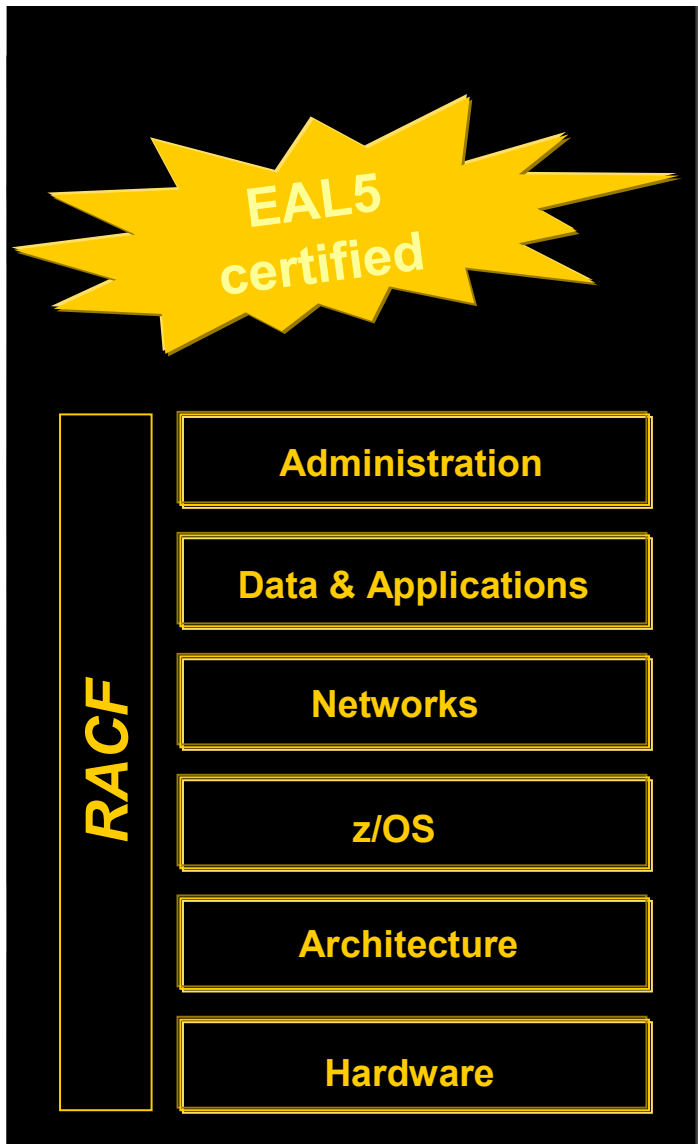 EAL5
certified
Administration
Data & Applications
Networks
RACF
z/OS
Architecture
Hardware